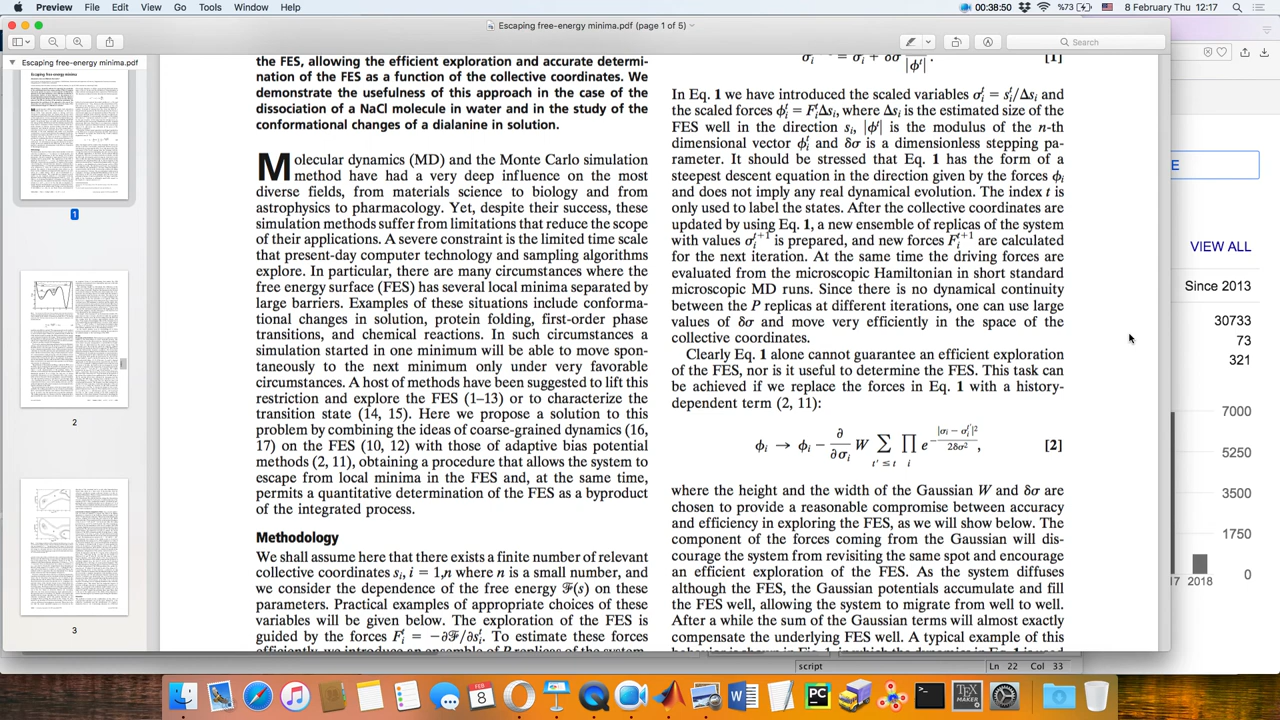 Preview File Edit View Go Tools Window Help 00:38:50 %73 8 February Thu 12:17
Escaping free-energy minima.pdf (page 1 of 5)
Search
Escaping free-energy minima.pdf
Escaping free energy minima
1
2
3
the FES, allowing the efficient exploration and accurate determi-
nation of the FES as a function of the collective coordinates. We
demonstrate the usefulness of this approach in the case of the
dissociation of a NaCl molecule in water and in the study of the
conformational changes of a dialanine in solution.
Molecular dynamics (MD) and the Monte Carlo simulation
method have had a very deep influence on the most
diverse fields, from materials science to biology and from
astrophysics to pharmacology. Yet, despite their success, these
simulation methods suffer from limitations that reduce the scope
of their applications. A severe constraint is the limited time scale
that present-day computer technology and sampling algorithms
explore. In particular, there are many circumstances where the
free energy surface (FES) has several local minima separated by
large barriers. Examples of these situations include conforma-
tional changes in solution, protein folding, first-order phase
transitions, and chemical reactions. In such circumstances a
simulation started in one minimum will be able to move spon-
taneously to the next minimum only under very favorable
circumstances. A host of methods have been suggested to lift this
restriction and explore the FES (1–13) or to characterize the
transition state (14, 15). Here we propose a solution to this
problem by combining the ideas of coarse-grained dynamics (16,
17) on the FES (10, 12) with those of adaptive bias potential
methods (2, 11), obtaining a procedure that allows the system to
escape from local minima in the FES and, at the same time,
permits a quantitative determination of the FES as a byproduct
of the integrated process.
Methodology
We shall assume here that there exists a finite number of relevant
collective coordinates sᵢ, i = 1,n where n is a small number, and
we consider the dependence of the free energy ℱ(s) on these
parameters. Practical examples of appropriate choices of these
variables will be given below. The exploration of the FES is
guided by the forces Fᵢᵗ = −∂ℱ/∂sᵢᵗ. To estimate these forces
|ϕᵗ| [1]
In Eq. 1 we have introduced the scaled variables σᵢᵗ = sᵢᵗ/Δsᵢ and
the scaled forces ϕᵢᵗ = FᵢᵗΔsᵢ, where Δsᵢ is the estimated size of the
FES well in the direction sᵢ, |ϕᵗ| is the modulus of the n-th
dimensional vector ϕᵢᵗ and δσ is a dimensionless stepping pa-
rameter. It should be stressed that Eq. 1 has the form of a
steepest descent equation in the direction given by the forces ϕᵢ
and does not imply any real dynamical evolution. The index t is
only used to label the states. After the collective coordinates are
updated by using Eq. 1, a new ensemble of replicas of the system
with values σᵢᵗ⁺¹ is prepared, and new forces Fᵢᵗ⁺¹ are calculated
for the next iteration. At the same time the driving forces are
evaluated from the microscopic Hamiltonian in short standard
microscopic MD runs. Since there is no dynamical continuity
between the P replicas at different iterations, one can use large
values of δσ and move very efficiently in the space of the
collective coordinates.
Clearly Eq. 1 alone cannot guarantee an efficient exploration
of the FES, nor is it useful to determine the FES. This task can
be achieved if we replace the forces in Eq. 1 with a history-
dependent term (2, 11):
ϕᵢ → ϕᵢ − ∂/∂σᵢ W ∑ t' ≤ t ∏ i e^−|σᵢ − σᵢᵗ'|²/2δσ², [2]
where the height and the width of the Gaussian W and δσ are
chosen to provide a reasonable compromise between accuracy
and efficiency in exploring the FES, as we will show below. The
component of the forces coming from the Gaussian will dis-
courage the system from revisiting the same spot and encourage
an efficient exploration of the FES. As the system diffuses
although the FES, the Gaussian potentials accumulate and fill
the FES well, allowing the system to migrate from well to well.
After a while the sum of the Gaussian terms will almost exactly
compensate the underlying FES well. A typical example of this
E
VIEW ALL
Since 2013
30733
73
321
7000
5250
3500
1750
0
17 2018
script Ln 22 Col 33
FEB
8
PC
TEX
MAKER